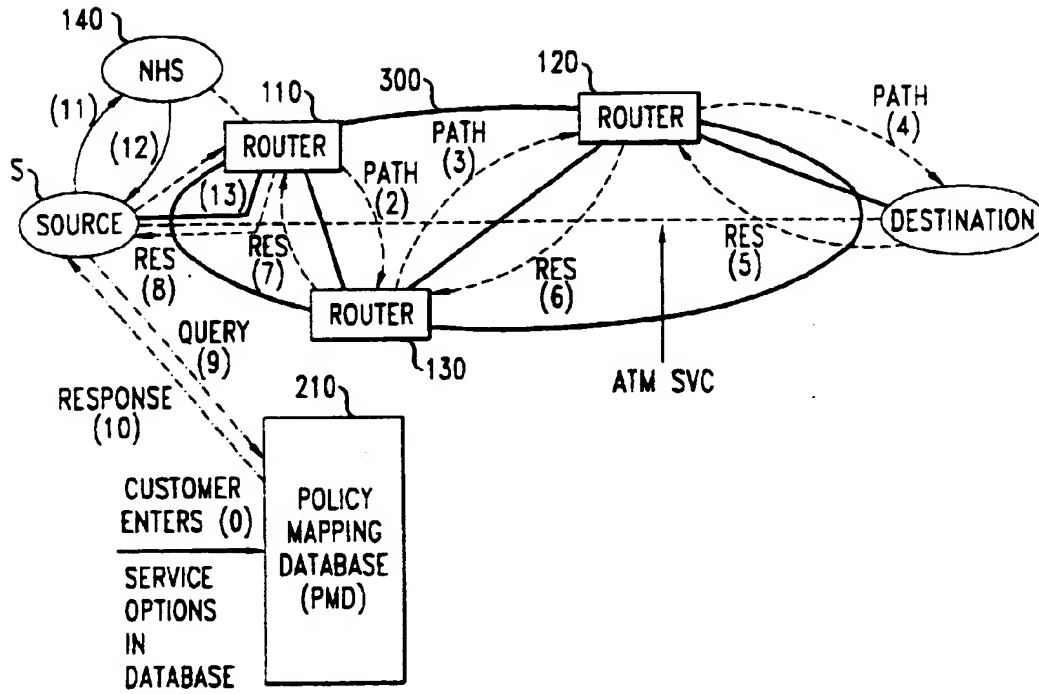 140
NHS
(11)
(12)
110
ROUTER
300
120
ROUTER
PATH
(3)
PATH
(4)
S
SOURCE
(13)
PATH
(2)
DESTINATION
RES
(8)
RES
(7)
RES
(6)
RES
(5)
ROUTER
130
ATM SVC
QUERY
(9)
RESPONSE
(10)
210
CUSTOMER
ENTERS (0)
SERVICE
OPTIONS
IN
DATABASE
POLICY
MAPPING
DATABASE
(PMD)